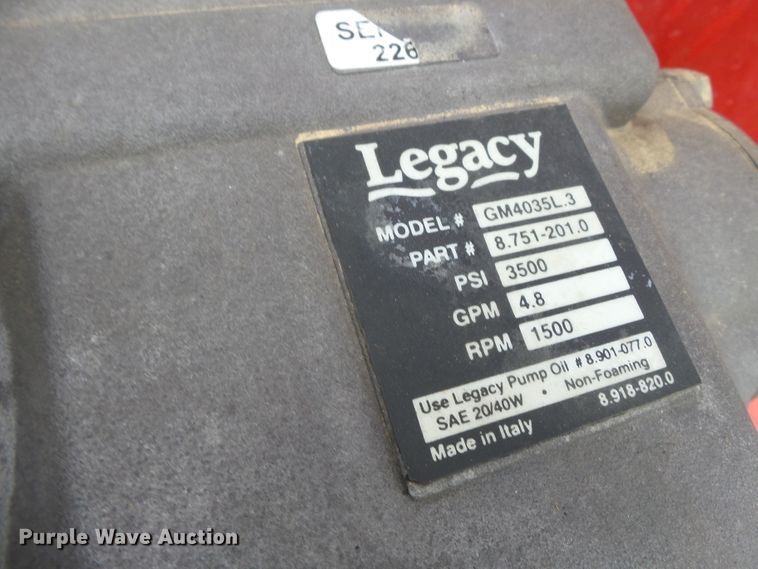 226
Legacy
MODEL # GM4035L.3
PART # 8.751-201.0
PSI 3500
GPM 4.8
RPM 1500
Use Legacy Pump Oil # 8.901-077.0
SAE 20/40W • Non-Foaming
8.918-820.0
Made in Italy
Purple Wave Auction